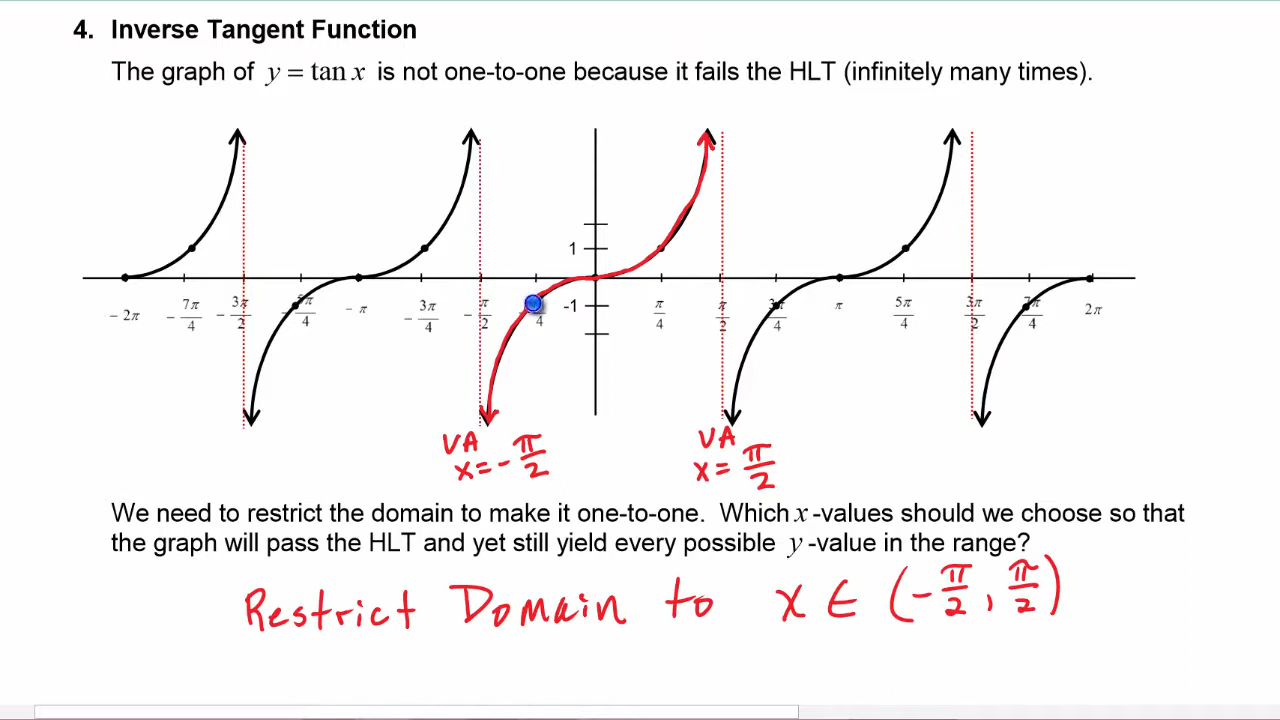 4. Inverse Tangent Function
The graph of y = tan x is not one-to-one because it fails the HLT (infinitely many times).
1
-1
− 2π − 7π/4 − 3π/2 − 5π/4 − π − 3π/4 − π/2 4 π/4 π/2 3π/4 π 5π/4 3π/2 7π/4 2π
VA
x = - π/2
VA
x = π/2
We need to restrict the domain to make it one-to-one. Which x-values should we choose so that
the graph will pass the HLT and yet still yield every possible y-value in the range?
Restrict Domain to x ∈ (- π/2, π/2)